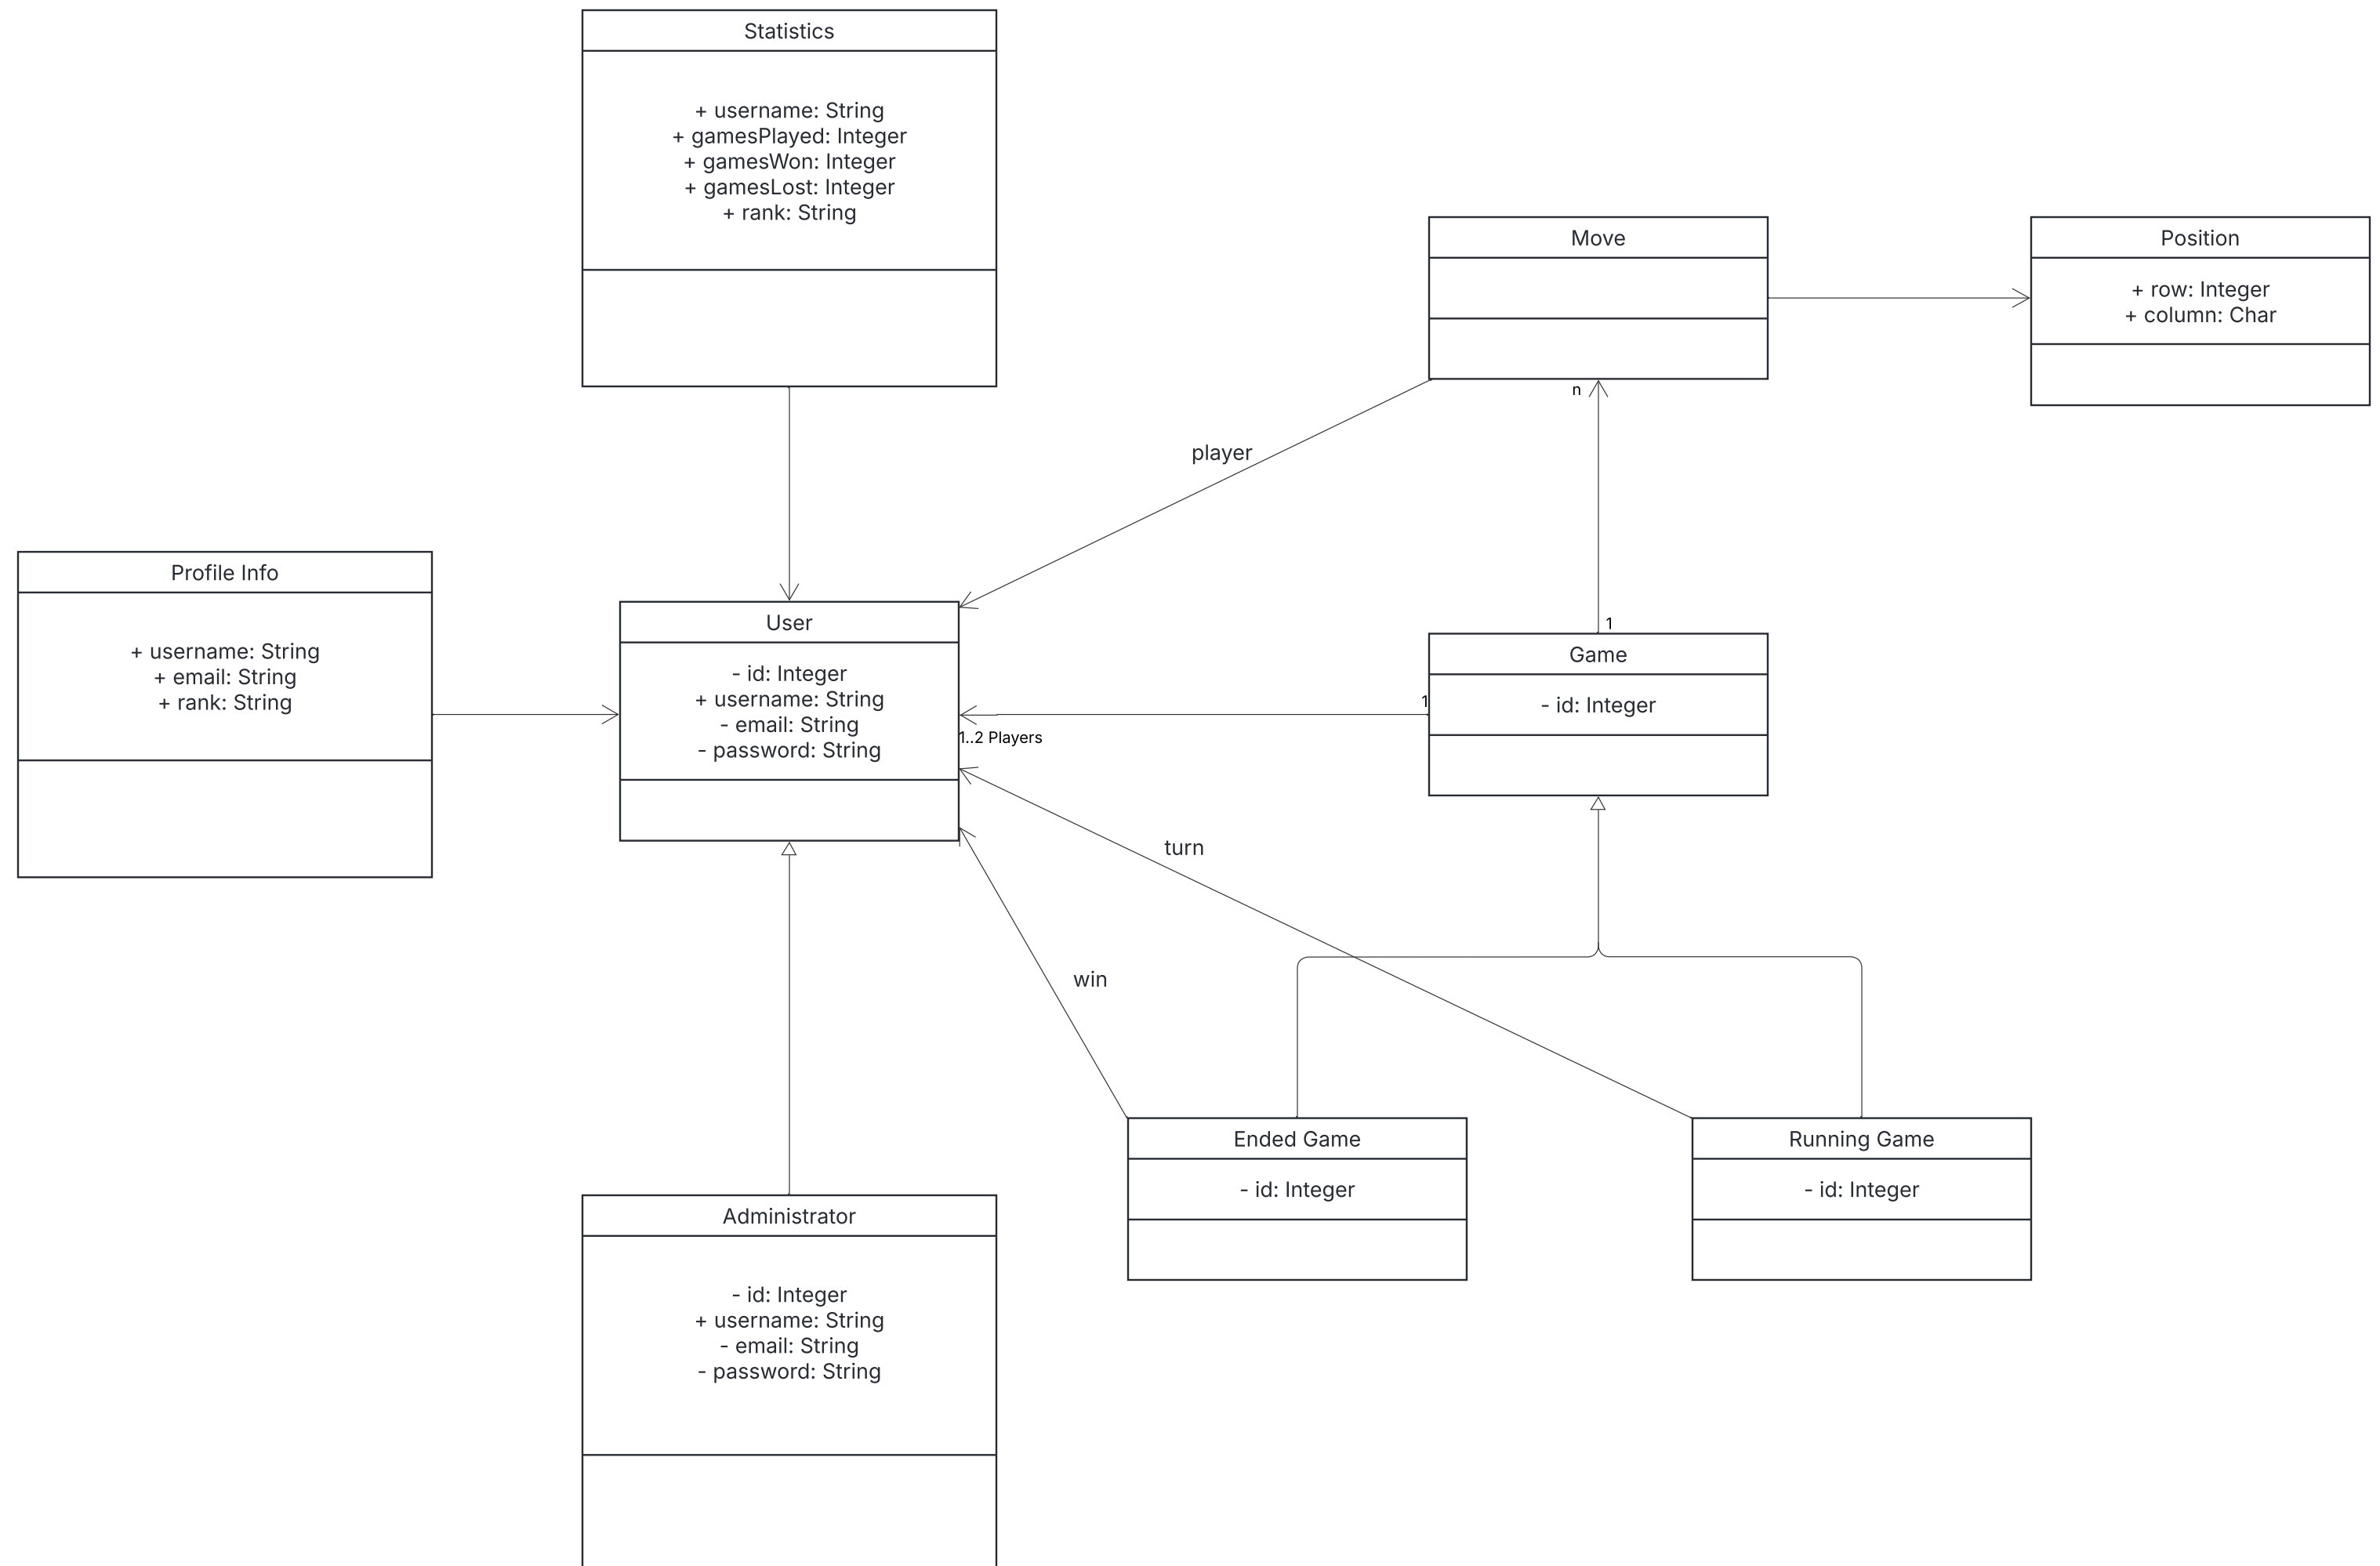 Statistics
+ username: String
+ gamesPlayed: Integer
+ gamesWon: Integer
+ gamesLost: Integer
+ rank: String
Move
Position
+ row: Integer
+ column: Char
n
player
Profile Info
+ username: String
+ email: String
+ rank: String
User
- id: Integer
+ username: String
- email: String
- password: String
1
Game
- id: Integer
1
1..2 Players
turn
win
Ended Game
- id: Integer
Running Game
- id: Integer
Administrator
- id: Integer
+ username: String
- email: String
- password: String